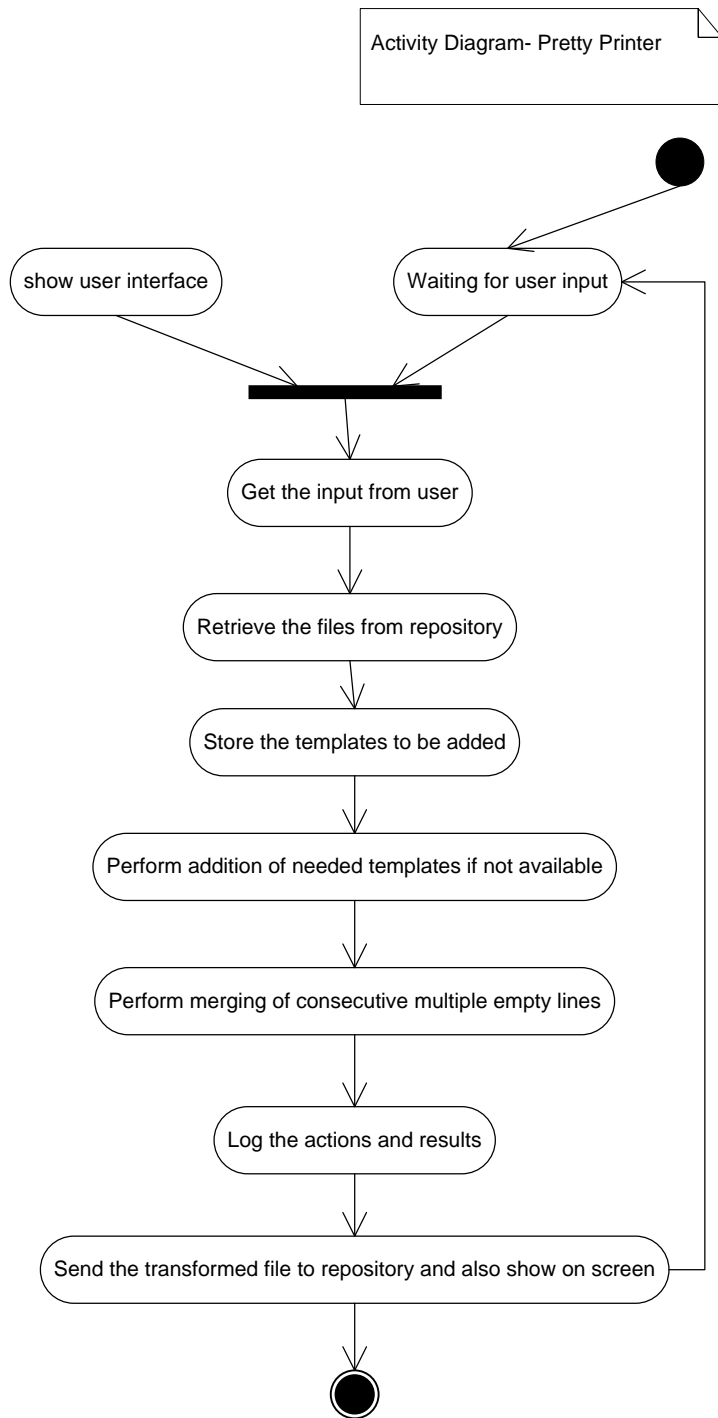 Activity Diagram- Pretty Printer
show user interface
Waiting for user input
Get the input from user
Retrieve the files from repository
Store the templates to be added
Perform addition of needed templates if not available
Perform merging of consecutive multiple empty lines
Log the actions and results
Send the transformed file to repository and also show on screen